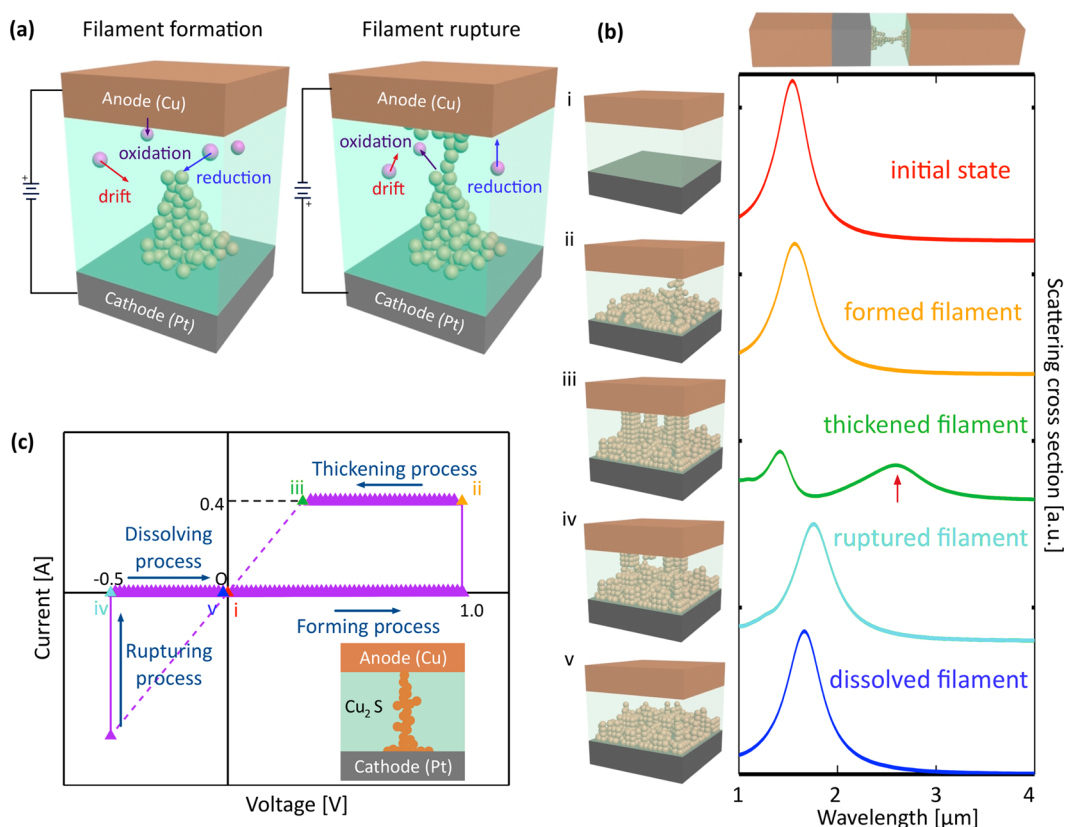 (a)
Filament formation
Filament rupture
Anode (Cu)
oxidation
drift
reduction
Cathode (Pt)
+
Anode (Cu)
oxidation
drift
reduction
Cathode (Pt)
+
(b)
i
ii
iii
iv
v
initial state
formed filament
thickened filament
ruptured filament
dissolved filament
Scattering cross section [a.u.]
1 2 3 4
Wavelength [μm]
(c)
Thickening process
iii
ii
0.4
Dissolving
process
-0.5
O
iv
v
i
1.0
Forming process
Rupturing
process
Anode (Cu)
Cu2 S
Cathode (Pt)
Current [A]
Voltage [V]